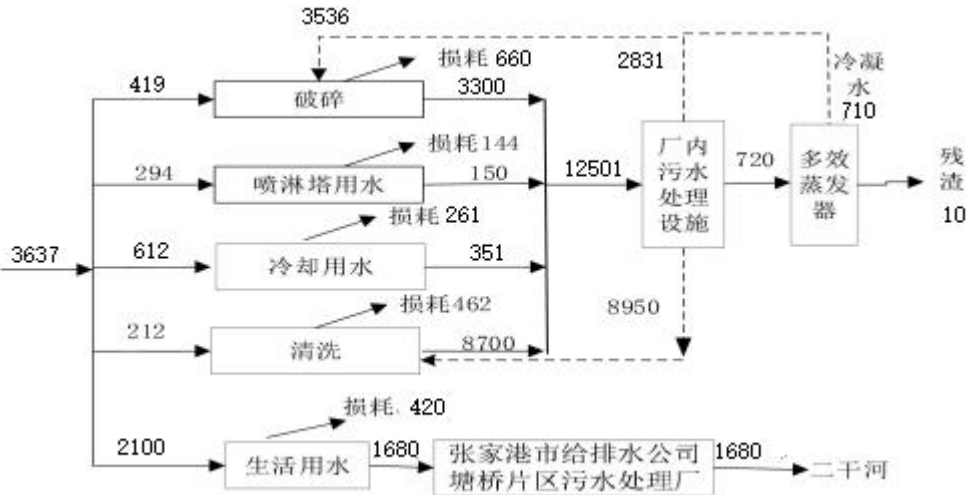 3536
损耗 660
2831
冷凝
水
710
419
破碎
3300
损耗144
294
喷淋塔用水
150
12501
厂内
污水
处理
设施
720
多效
蒸发
器
残
渣
10
损耗 261
3637
612
冷却用水
351
损耗462
8950
212
清洗
8700
损耗、420
2100
生活用水
1680
张家港市给排水公司
塘桥片区污水处理厂
1680
二干河